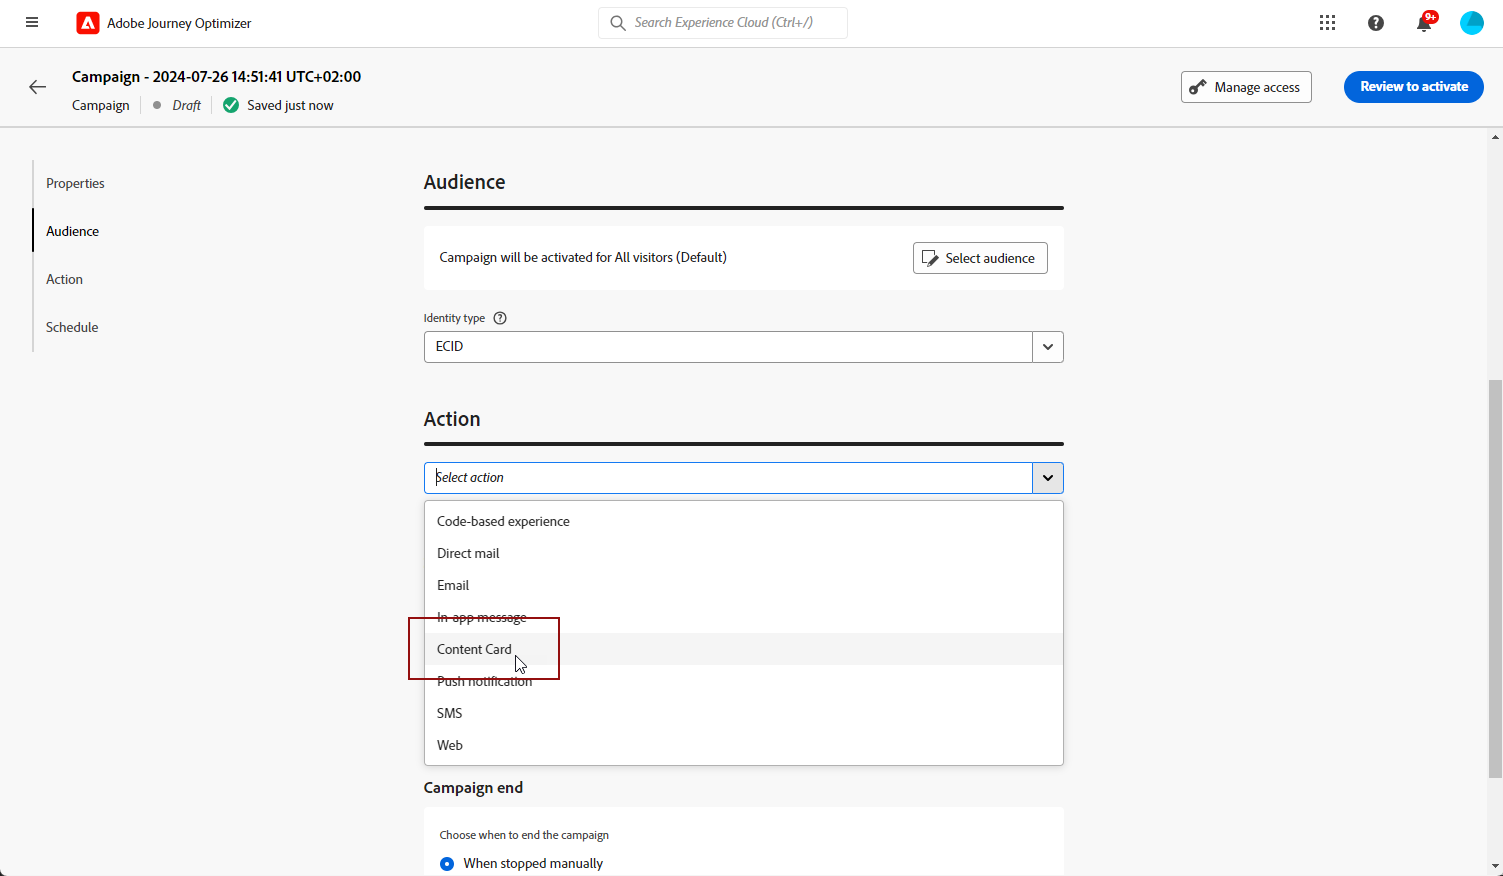 Adobe Journey Optimizer
Search Experience Cloud (Ctrl+/)
9+
Campaign - 2024-07-26 14:51:41 UTC+02:00
Campaign
Draft
Saved just now
Manage access
Review to activate
Properties
Audience
Action
Schedule
Audience
Campaign will be activated for All visitors (Default)
Select audience
Identity type
ECID
Action
Select action
Code-based experience
Direct mail
Email
In-app message
Content Card
Push notification
SMS
Web
Campaign end
Choose when to end the campaign
When stopped manually